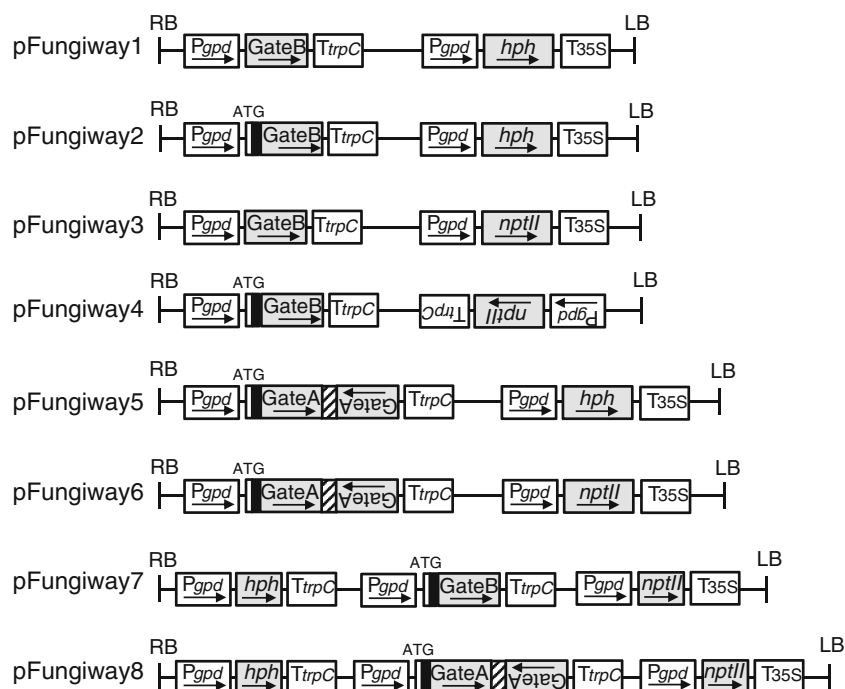 RB LB
pFungiway1 Pgpd GateB TtrpC Pgpd hph T35S
RB ATG LB
pFungiway2 Pgpd GateB TtrpC Pgpd hph T35S
RB LB
pFungiway3 Pgpd GateB TtrpC Pgpd nptII T35S
RB ATG LB
pFungiway4 Pgpd GateB TtrpC TtrpC nptII Pgpd
RB ATG LB
pFungiway5 Pgpd GateA GateA TtrpC Pgpd hph T35S
RB ATG LB
pFungiway6 Pgpd GateA GateA TtrpC Pgpd nptII T35S
RB ATG LB
pFungiway7 Pgpd hph TtrpC Pgpd GateB TtrpC Pgpd nptII T35S
RB ATG LB
pFungiway8 Pgpd hph TtrpC Pgpd GateA GateA TtrpC Pgpd nptII T35S